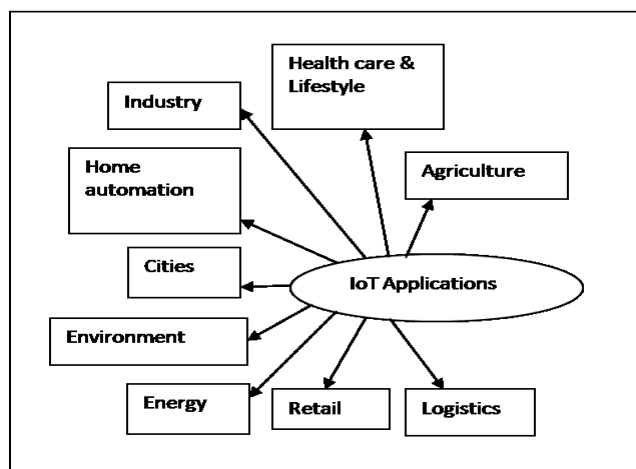 Health care &
Lifestyle
Industry
Home
automation
Agriculture
Cities
IoT Applications
Environment
Energy
Retail
Logistics